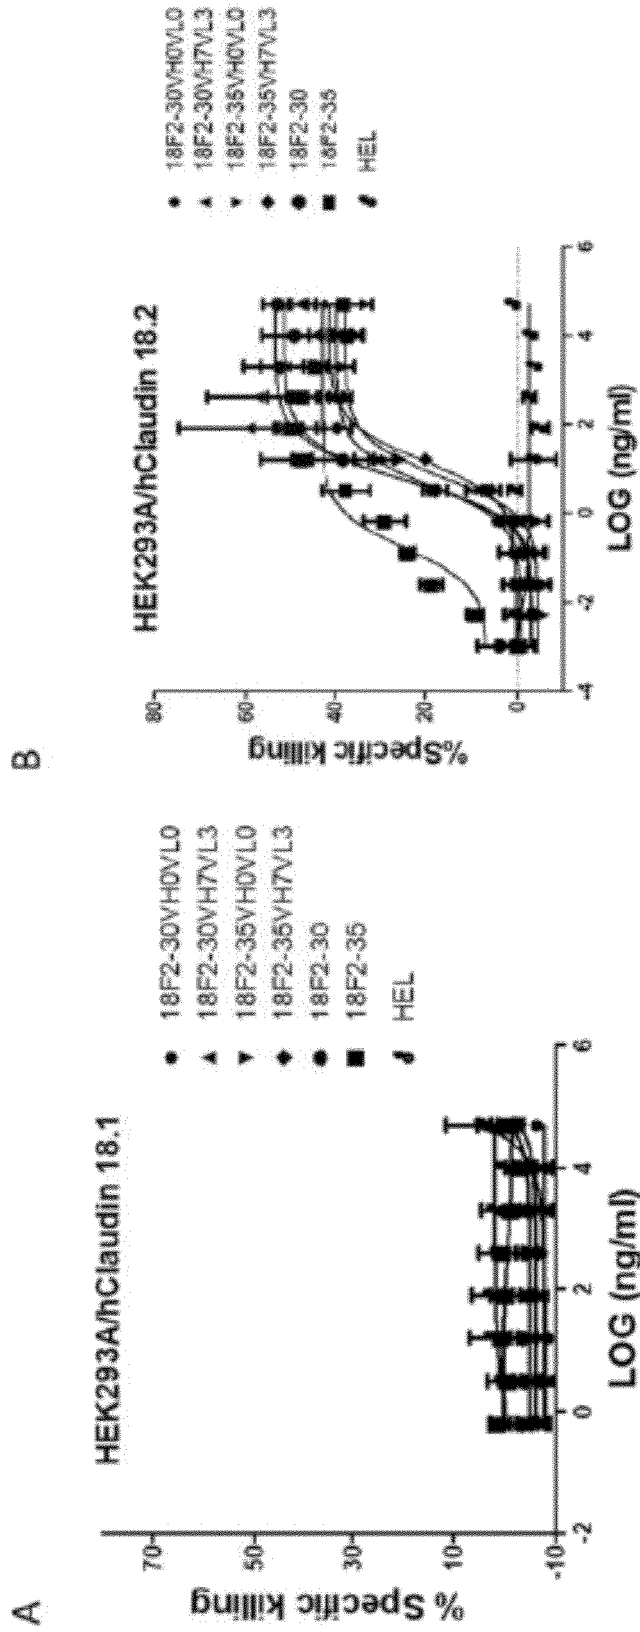 A
HEK293A/hClaudin 18.1
% Specific killing
70
50
30
10
-10
-2
0
2
4
6
LOG (ng/ml)
18F2-30VH0VL0
18F2-30VH7VL3
18F2-35VH0VL0
18F2-35VH7VL3
18F2-30
18F2-35
HEL
B
HEK293A/hClaudin 18.2
%Specific killing
80
60
40
20
0
-4
-2
0
2
4
6
LOG (ng/ml)
18F2-30VH0VL0
18F2-30VH7VL3
18F2-35VH0VL0
18F2-35VH7VL3
18F2-30
18F2-35
HEL